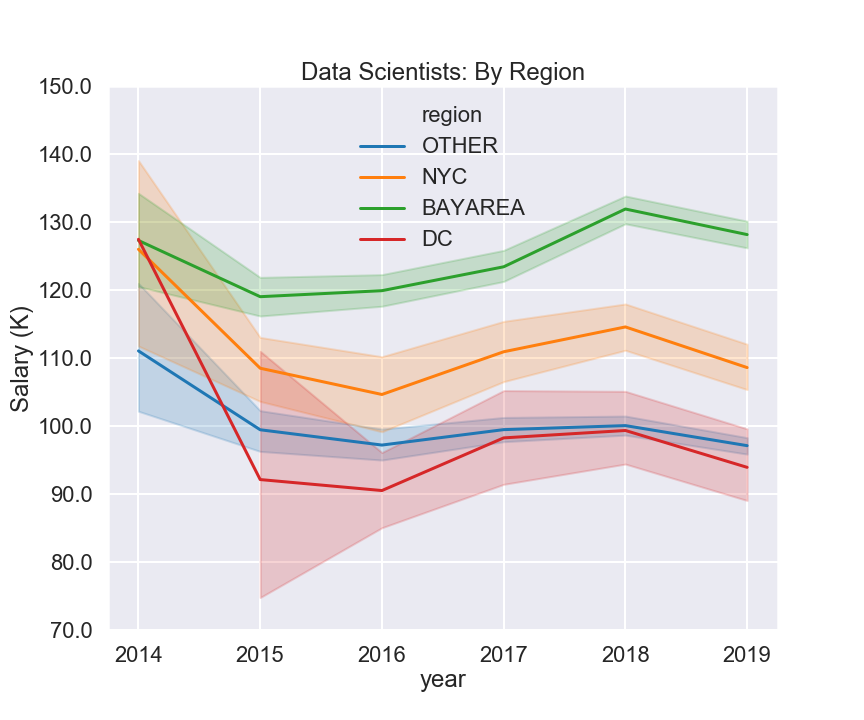 Data Scientists: By Region
150.0
140.0
130.0
120.0
110.0
100.0
90.0
80.0
70.0
Salary (K)
region
OTHER
NYC
BAYAREA
DC
2014 2015 2016 2017 2018 2019
year